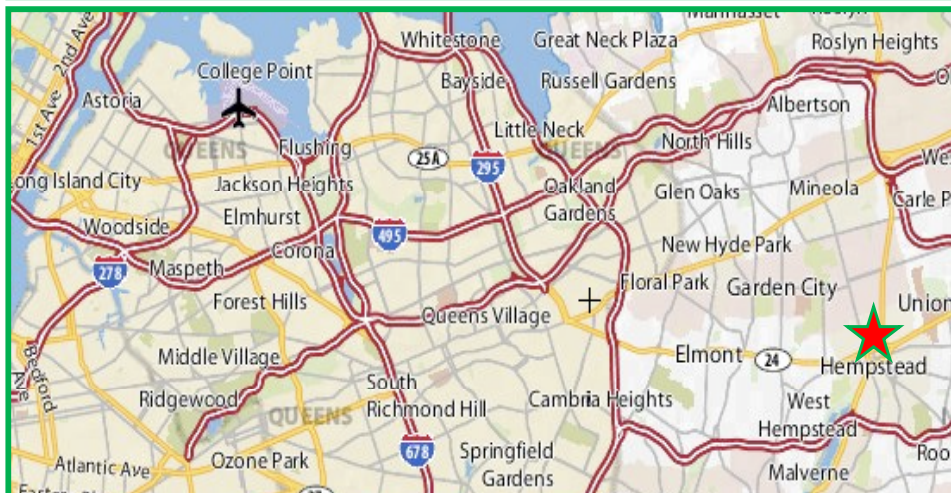 Manhasset
Roslyn
Whitestone
Great Neck Plaza
Roslyn Heights
2nd Ave
1st Ave
College Point
Bayside
Russell Gardens
Astoria
Albertson
Little Neck
North Hills
QUEENS
Flushing
25A
QUEENS
295
ong Island City
Jackson Heights
Oakland
Gardens
Glen Oaks
Mineola
We
Carle P
Woodside
Elmhurst
495
Corona
New Hyde Park
278
Maspeth
Floral Park
Garden City
Forest Hills
Queens Village
Union
Middle Village
Elmont
24
Hempstead
Bedford
Ave
Ridgewood
South
Richmond Hill
Cambria Heights
West
Hempstead
QUEENS
678
Springfield
Gardens
Roo
Atlantic Ave
Ozone Park
Malverne